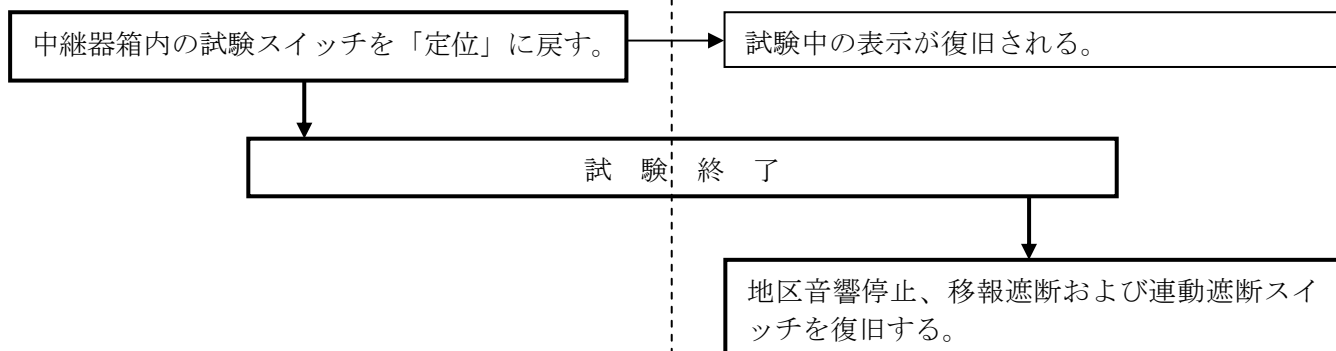 中継器箱内の試験スイッチを「定位」に戻す。
試験中の表示が復旧される。
試 験 終 了
地区音響停止、移報遮断および連動遮断スイ
ッチを復旧する。